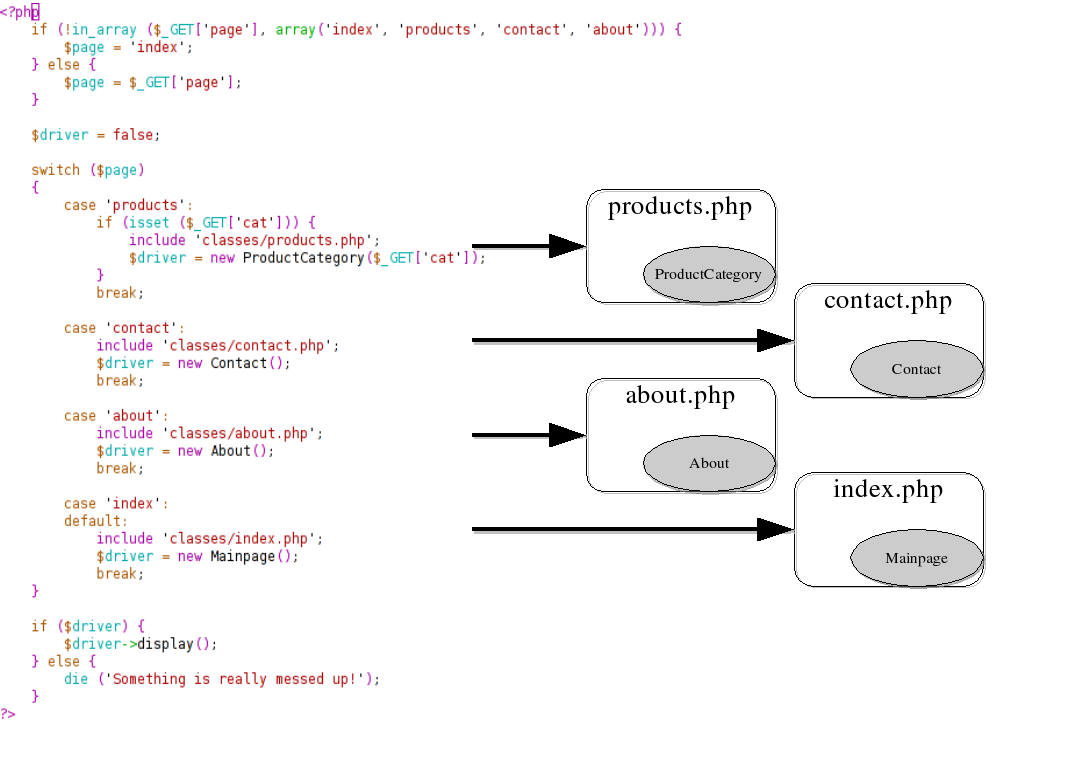 <?php
if (!in_array ($_GET['page'], array('index', 'products', 'contact', 'about'))) {
$page = 'index';
} else {
$page = $_GET['page'];
}
$driver = false;
switch ($page)
{
case 'products':
if (isset ($_GET['cat'])) {
include 'classes/products.php';
$driver = new ProductCategory($_GET['cat']);
}
break;
case 'contact':
include 'classes/contact.php';
$driver = new Contact();
break;
case 'about':
include 'classes/about.php';
$driver = new About();
break;
case 'index':
default:
include 'classes/index.php';
$driver = new Mainpage();
break;
}
if ($driver) {
$driver->display();
} else {
die ('Something is really messed up!');
}
?>
products.php
ProductCategory
contact.php
Contact
about.php
About
index.php
Mainpage